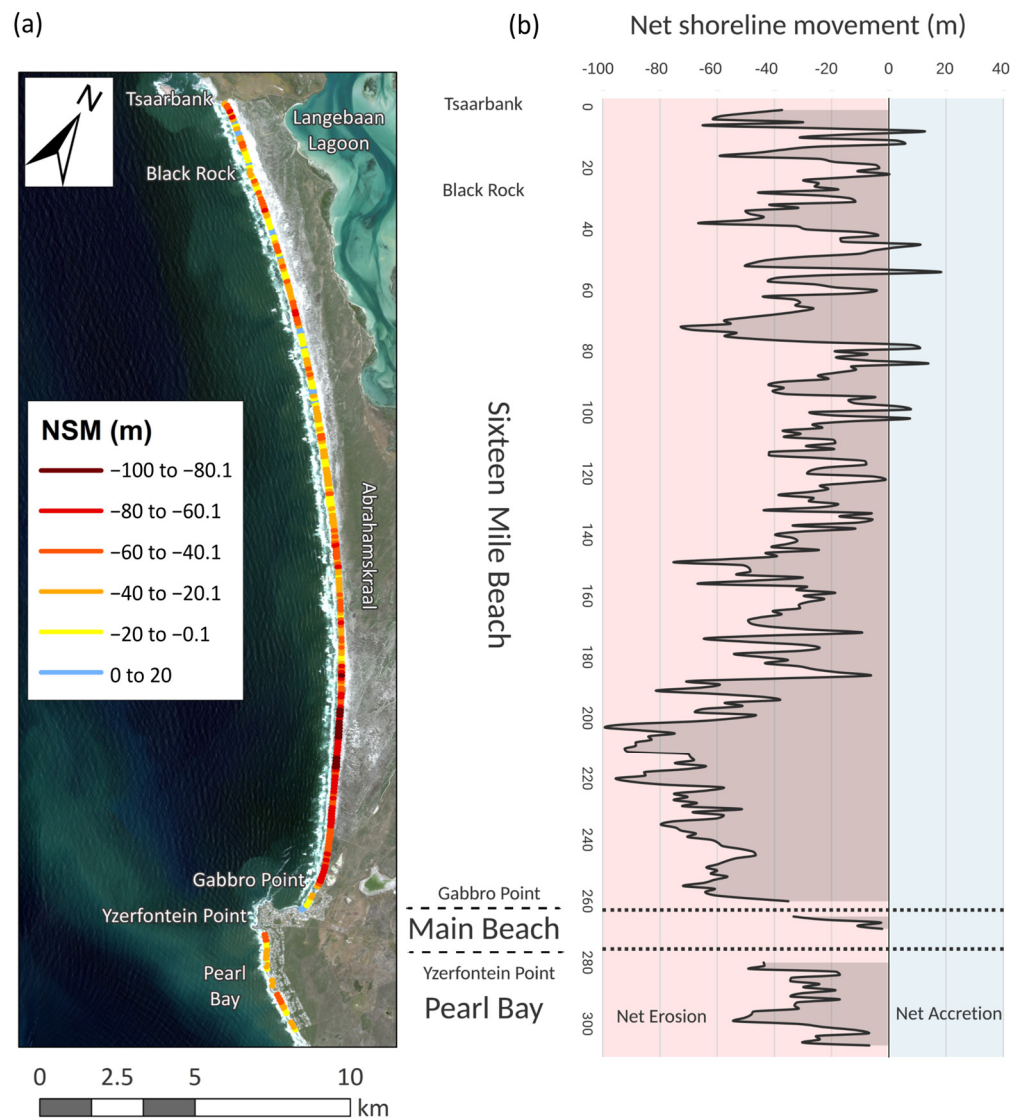 (a)
(b)
Net shoreline movement (m)
-100 -80 -60 -40 -20 0 20 40
N
Tsaarbank
Langebaan
Lagoon
Black Rock
NSM (m)
−100 to −80.1
−80 to −60.1
−60 to −40.1
−40 to −20.1
−20 to −0.1
0 to 20
Abrahamskraal
Gabbro Point
Yzerfontein Point
Pearl
Bay
0 2.5 5 10
km
Tsaarbank
Black Rock
Sixteen Mile Beach
Gabbro Point
Main Beach
Yzerfontein Point
Pearl Bay
0
20
40
60
80
100
120
140
160
180
200
220
240
260
280
300
Net Erosion
Net Accretion